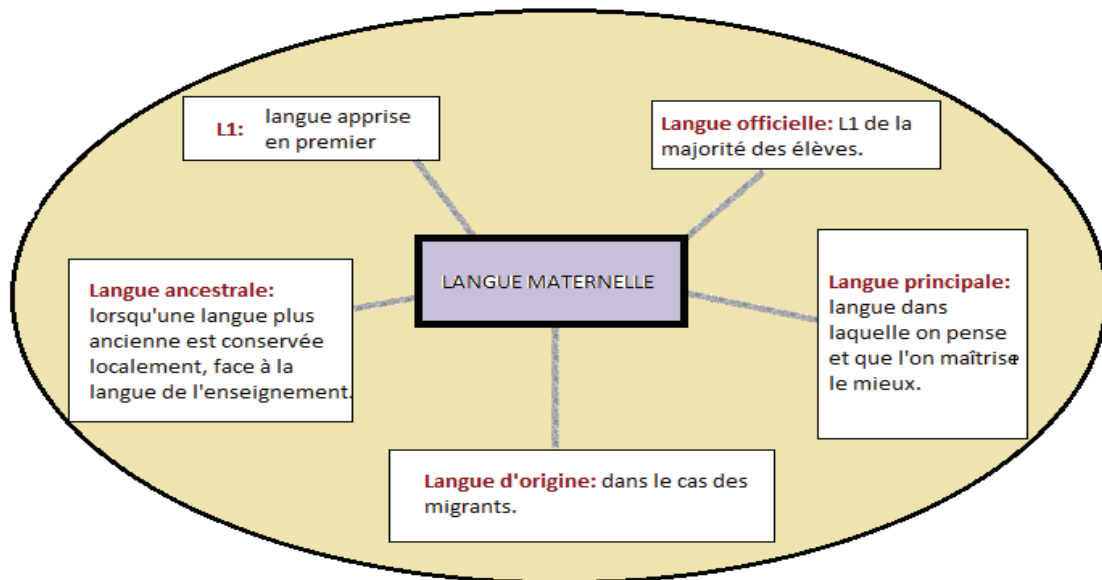 L1: langue apprise
en premier
Langue officielle: L1 de la
majorité des élèves.
LANGUE MATERNELLE
Langue ancestrale:
lorsqu'une langue plus
ancienne est conservée
localement, face à la
langue de l'enseignement.
Langue principale:
langue dans
laquelle on pense
et que l'on maîtrise
le mieux.
Langue d'origine: dans le cas des
migrants.